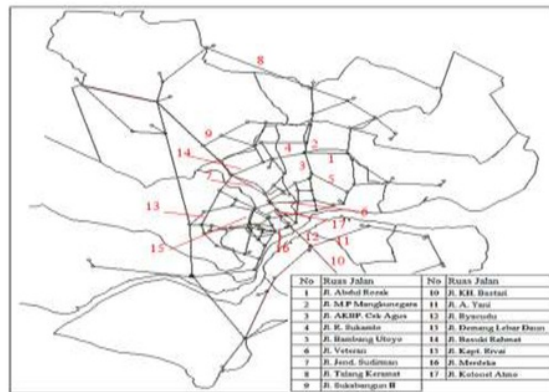 8
9
2
4
1
14
3
7
5
13
6
17
12
11
15
16
10
No Ruas Jalan No Ruas Jalan
1 Jl. Abdul Rozak 10 Jl. KH. Bastari
2 Jl. M.P Mangkunegara 11 Jl. A. Yani
3 Jl. AKBP. Cek Agus 12 Jl. Ryacudu
4 Jl. R. Sukamto 13 Jl. Demang Lebar Daun
5 Jl. Bambang Utoyo 14 Jl. Basuki Rahmat
6 Jl. Veteran 15 Jl. Kapt. Rivai
7 Jl. Jend. Sudirman 16 Jl. Merdeka
8 Jl. Talang Keramat 17 Jl. Kolonel Atmo
9 Jl. Sukabangun II